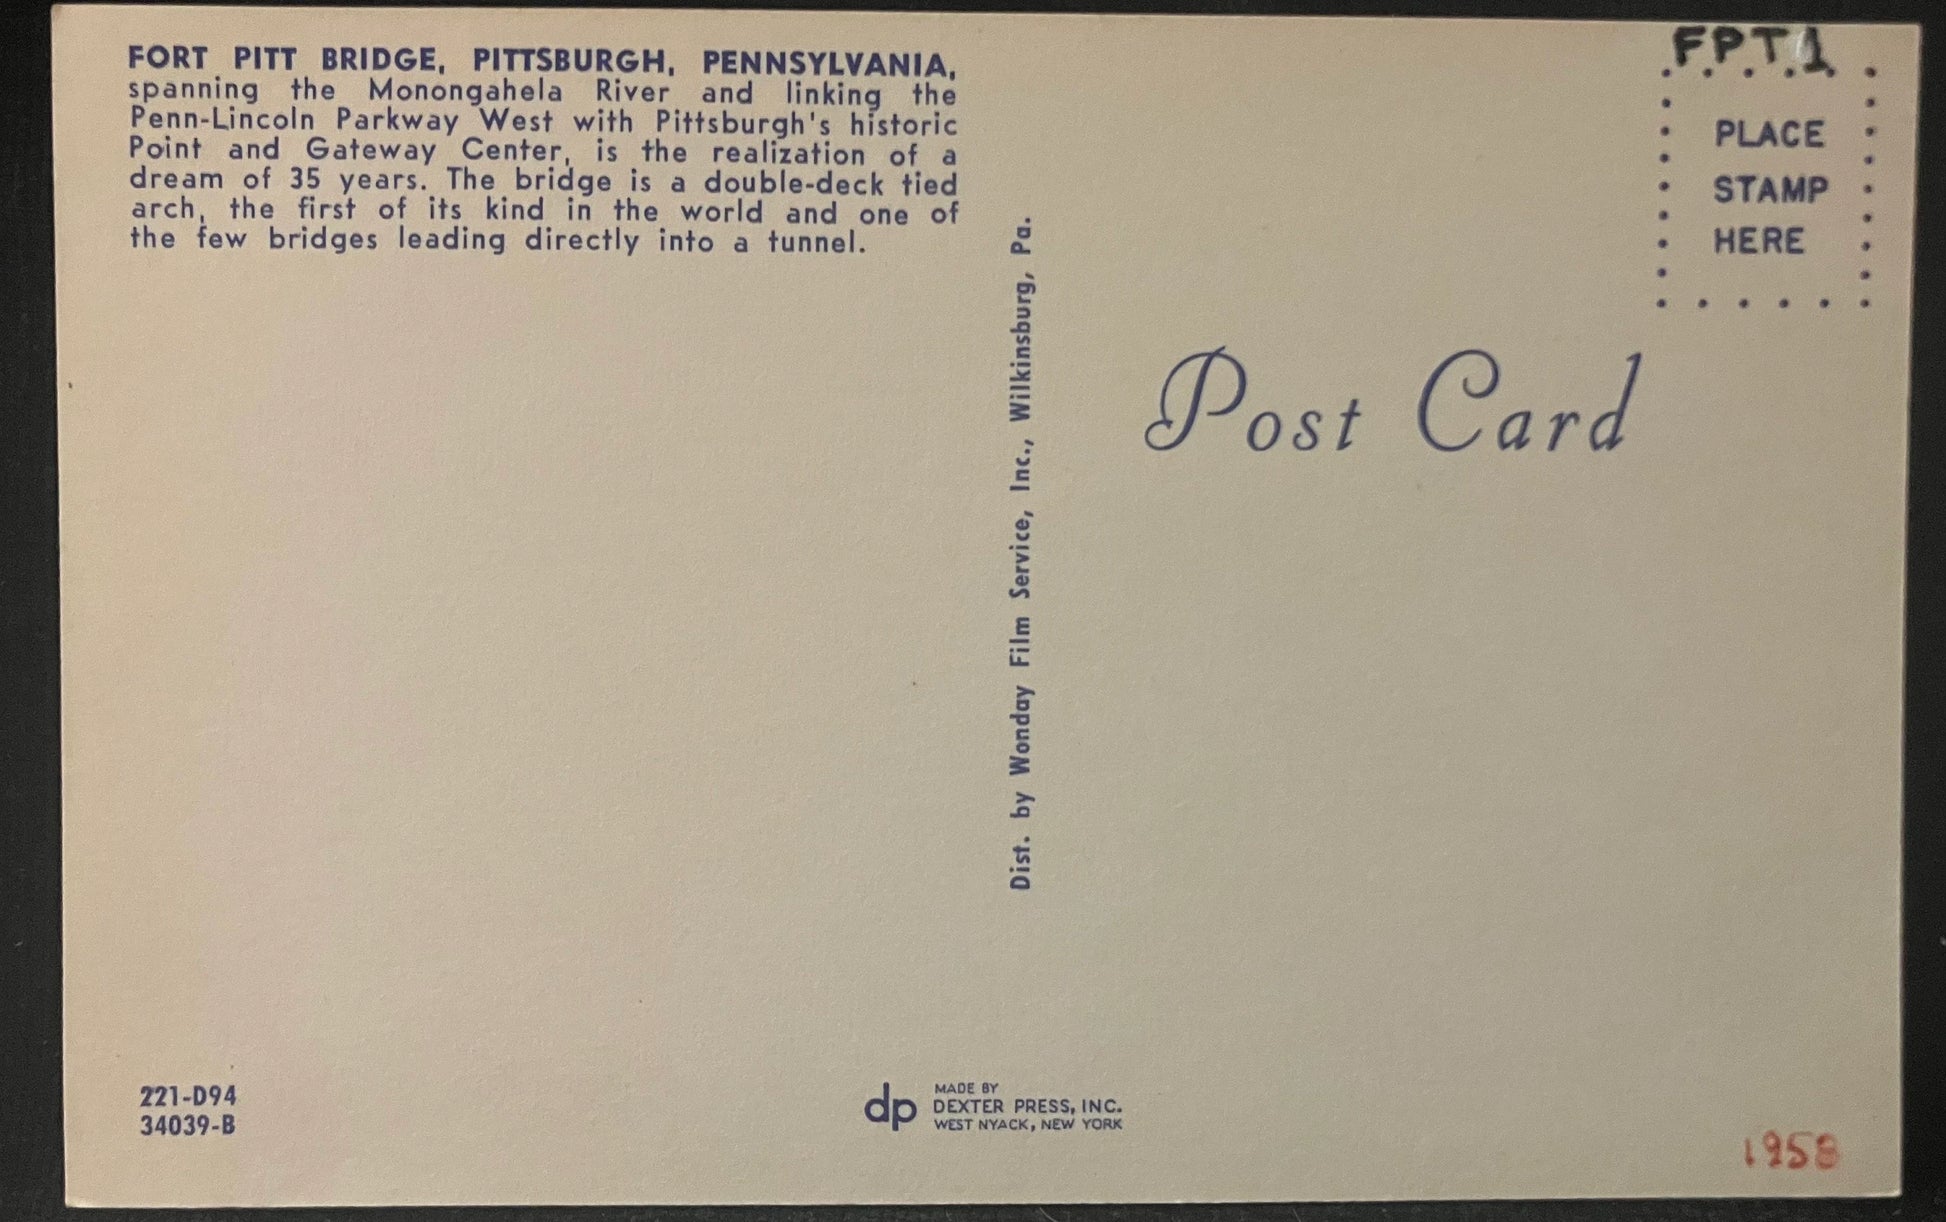 FORT PITT BRIDGE, PITTSBURGH, PENNSYLVANIA,
spanning the Monongahela River and linking the
Penn-Lincoln Parkway West with Pittsburgh's historic
Point and Gateway Center, is the realization of a
dream of 35 years. The bridge is a double-deck tied
arch, the first of its kind in the world and one of
the few bridges leading directly into a tunnel.
Dist. by Wonday Film Service, Inc., Wilkinsburg, Pa.
FPT1
PLACE
STAMP
HERE
Post Card
221-D94
34039-B
dp
MADE BY
DEXTER PRESS, INC.
WEST NYACK, NEW YORK
1958